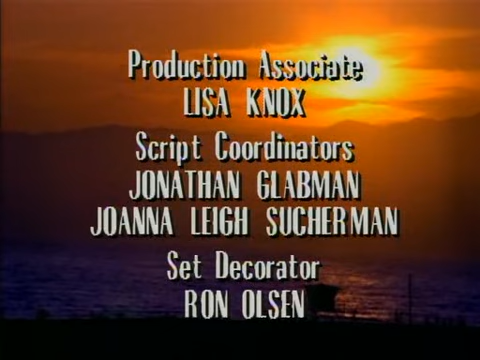 Production Associate
LISA KNOX
Script Coordinators
JONATHAN GLABMAN
JOANNA LEIGH SUCHERMAN
Set Decorator
RON OLSEN